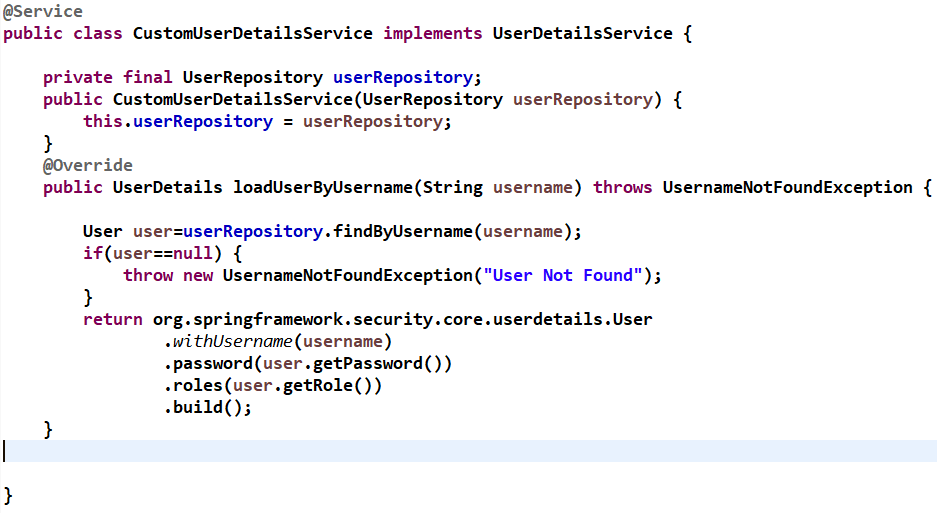 @Service
public class CustomUserDetailsService implements UserDetailsService {
    private final UserRepository userRepository;
    public CustomUserDetailsService(UserRepository userRepository) {
        this.userRepository = userRepository;
    }
    @Override
    public UserDetails loadUserByUsername(String username) throws UsernameNotFoundException {
        User user=userRepository.findByUsername(username);
        if(user==null) {
            throw new UsernameNotFoundException("User Not Found");
        }
        return org.springframework.security.core.userdetails.User
                .withUsername(username)
                .password(user.getPassword())
                .roles(user.getRole())
                .build();
    }
}